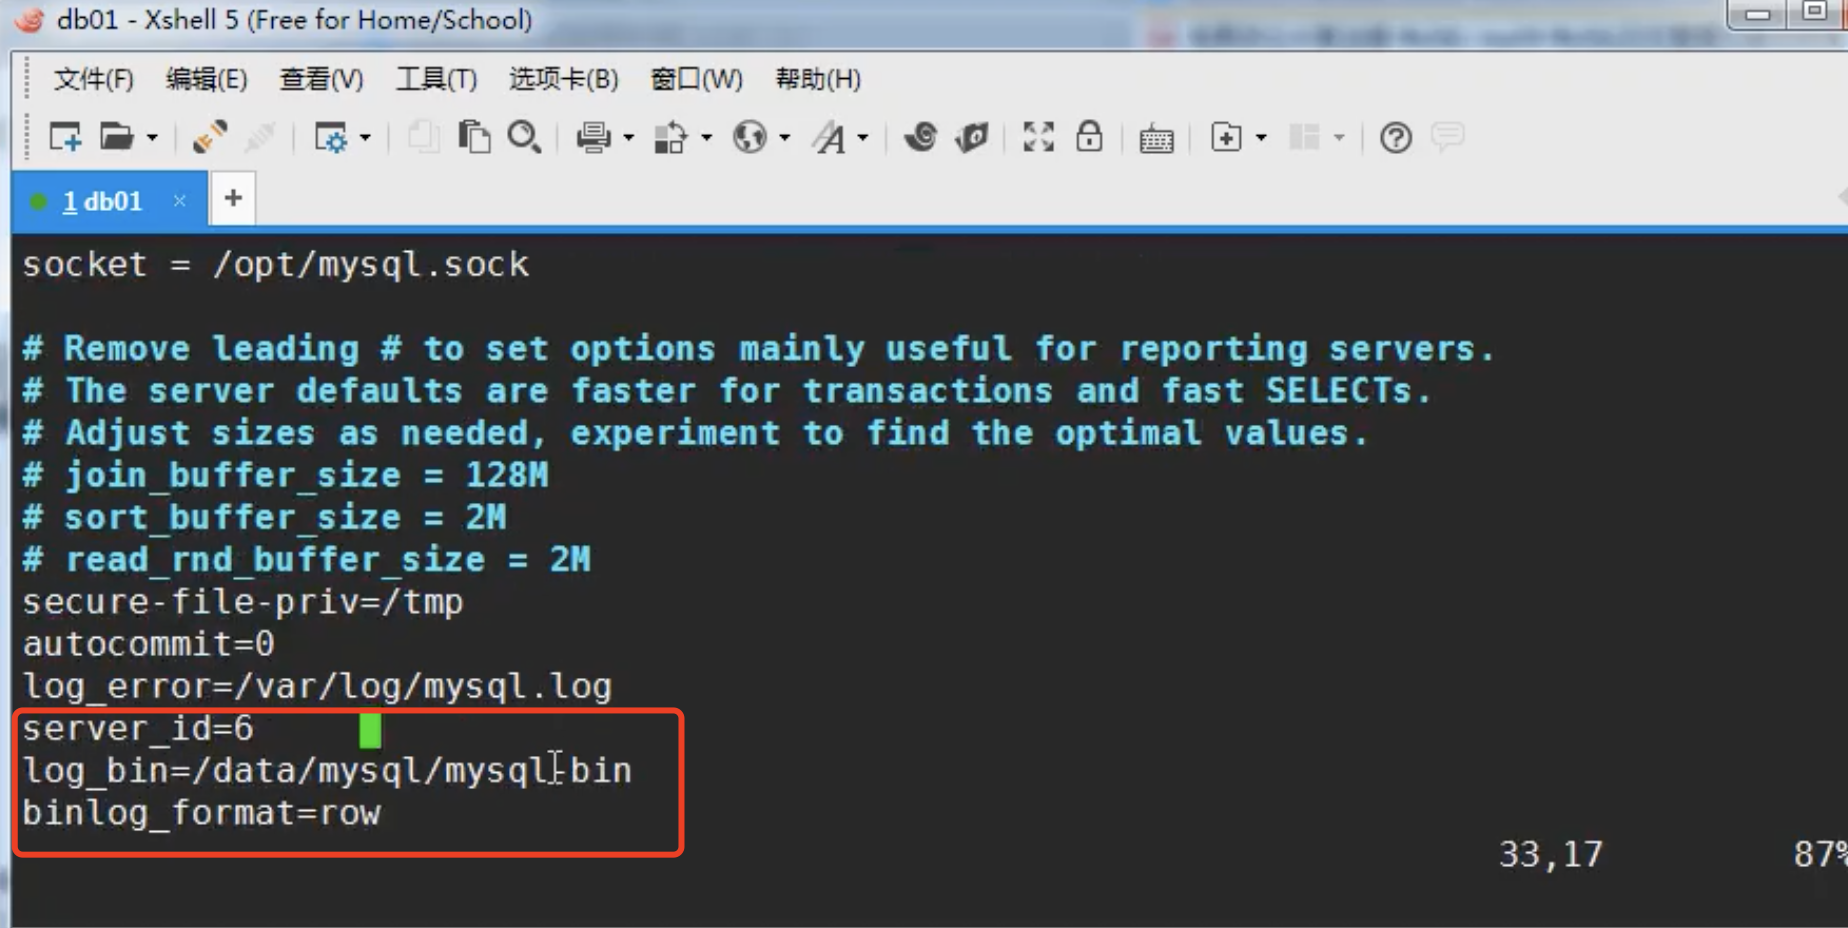 db01 - Xshell 5 (Free for Home/School)
文件(F) 编辑(E) 查看(V) 工具(T) 选项卡(B) 窗口(W) 帮助(H)
1 db01 × +
socket = /opt/mysql.sock
# Remove leading # to set options mainly useful for reporting servers.
# The server defaults are faster for transactions and fast SELECTs.
# Adjust sizes as needed, experiment to find the optimal values.
# join_buffer_size = 128M
# sort_buffer_size = 2M
# read_rnd_buffer_size = 2M
secure-file-priv=/tmp
autocommit=0
log_error=/var/log/mysql.log
server_id=6
log_bin=/data/mysql/mysql-bin
binlog_format=row
33,17 87%